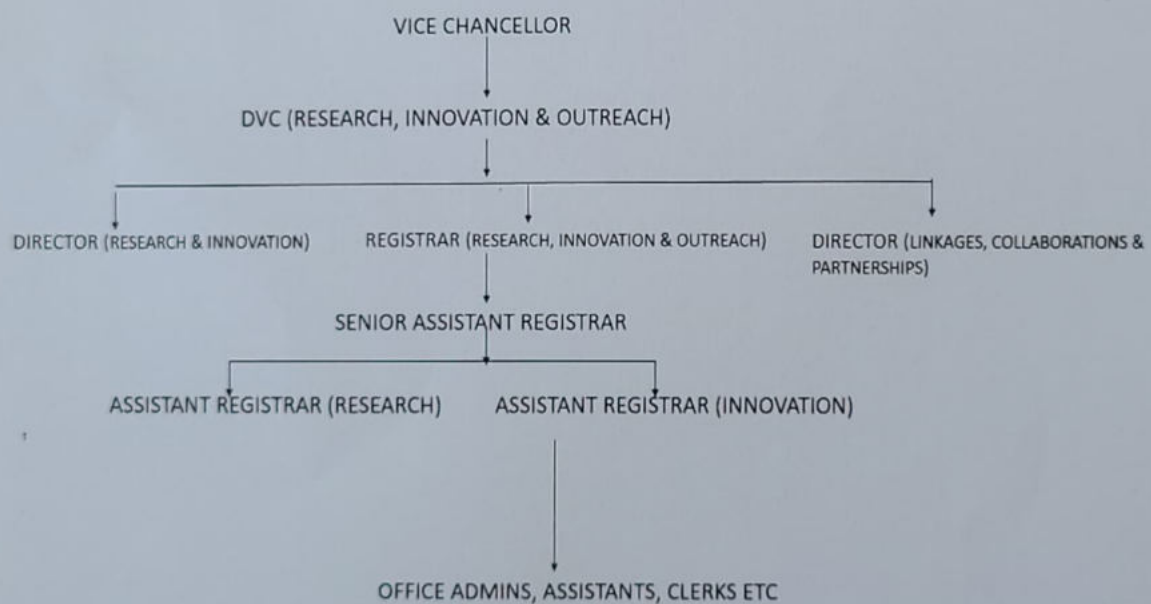 VICE CHANCELLOR
DVC (RESEARCH, INNOVATION & OUTREACH)
DIRECTOR (RESEARCH & INNOVATION)
REGISTRAR (RESEARCH, INNOVATION & OUTREACH)
DIRECTOR (LINKAGES, COLLABORATIONS &
PARTNERSHIPS)
SENIOR ASSISTANT REGISTRAR
ASSISTANT REGISTRAR (RESEARCH)
ASSISTANT REGISTRAR (INNOVATION)
OFFICE ADMINS, ASSISTANTS, CLERKS ETC